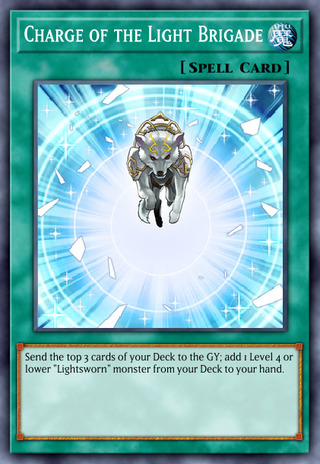 Charge of the Light Brigade 魔
[Spell Card]
Send the top 3 cards of your Deck to the GY; add 1 Level 4 or
lower "Lightsworn" monster from your Deck to your hand.